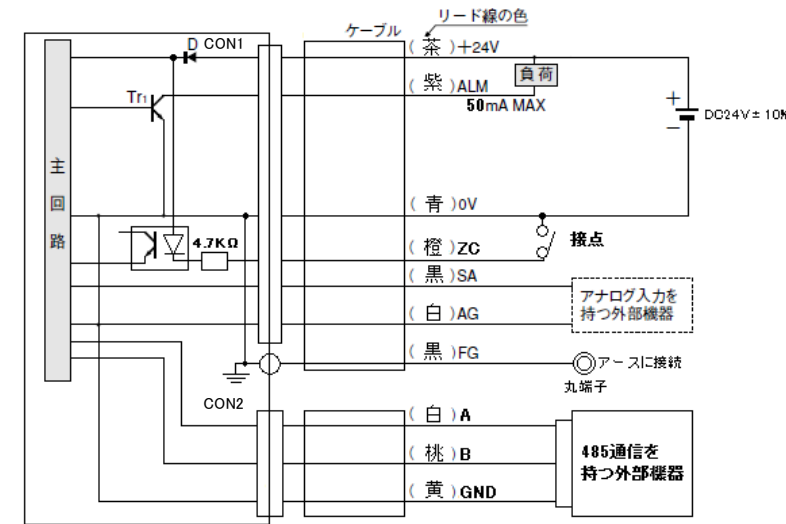 リード線の色
ケーブル
D CON1
( 茶 )+24V
負荷
( 紫 )ALM
50mA MAX
Tr1
+
−
DC24V±10%
主回路
( 青 )0V
接点
4.7KΩ
( 橙 )ZC
( 黒 )SA
アナログ入力を
持つ外部機器
( 白 )AG
( 黒 )FG
アースに接続
丸端子
CON2
( 白 )A
( 桃 )B
485通信を
持つ外部機器
( 黄 )GND